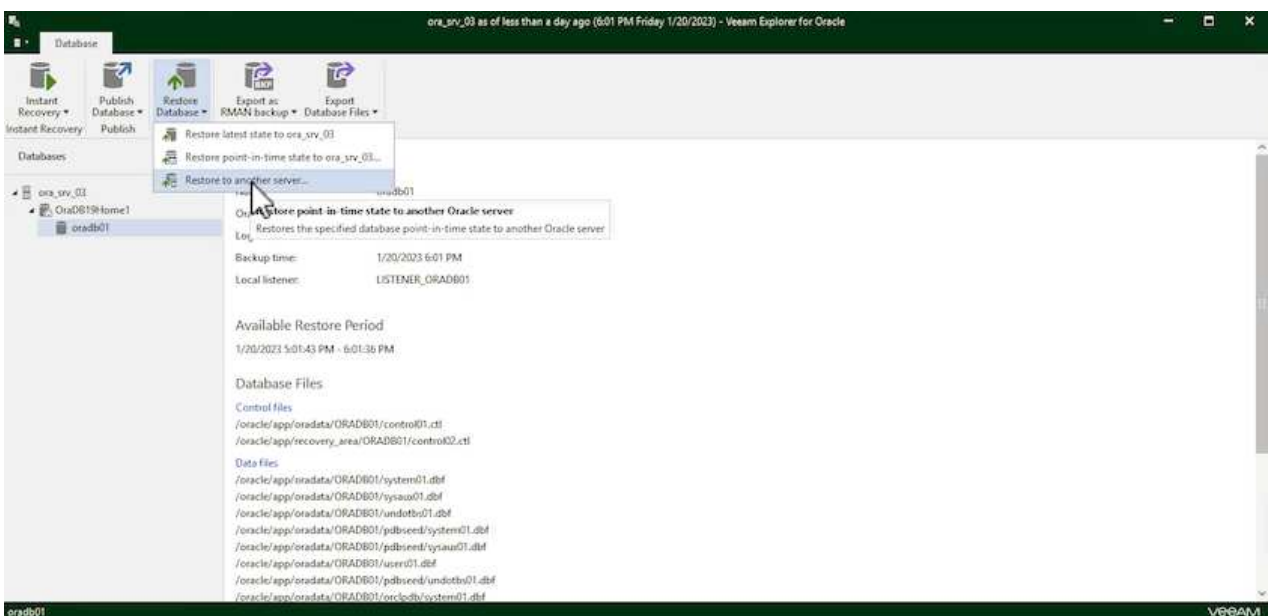 ora_srv_03 as of less than a day ago (6:01 PM Friday 1/20/2023) - Veeam Explorer for Oracle
Database
Instant Recovery
Publish Database
Restore Database
Export as RMAN backup
Export Database Files
Instant Recovery
Publish
Restore latest state to ora_srv_03
Restore point-in-time state to ora_srv_03...
Restore to another server...
Databases
ora_srv_03
OraDB19Home1
oradb01
oradb01
Restore point-in-time state to another Oracle server
Restores the specified database point-in-time state to another Oracle server
Backup time: 1/20/2023 6:01 PM
Local listener: LISTENER_ORADB01
Available Restore Period
1/20/2023 5:01:43 PM - 6:01:36 PM
Database Files
Control files
/oracle/app/oradata/ORADB01/control01.ctl
/oracle/app/recovery_area/ORADB01/control02.ctl
Data files
/oracle/app/oradata/ORADB01/system01.dbf
/oracle/app/oradata/ORADB01/sysaux01.dbf
/oracle/app/oradata/ORADB01/undotbs01.dbf
/oracle/app/oradata/ORADB01/pdbseed/system01.dbf
/oracle/app/oradata/ORADB01/pdbseed/sysaux01.dbf
/oracle/app/oradata/ORADB01/users01.dbf
/oracle/app/oradata/ORADB01/pdbseed/undotbs01.dbf
/oracle/app/oradata/ORADB01/orclpdb/system01.dbf
oradb01
veeAM